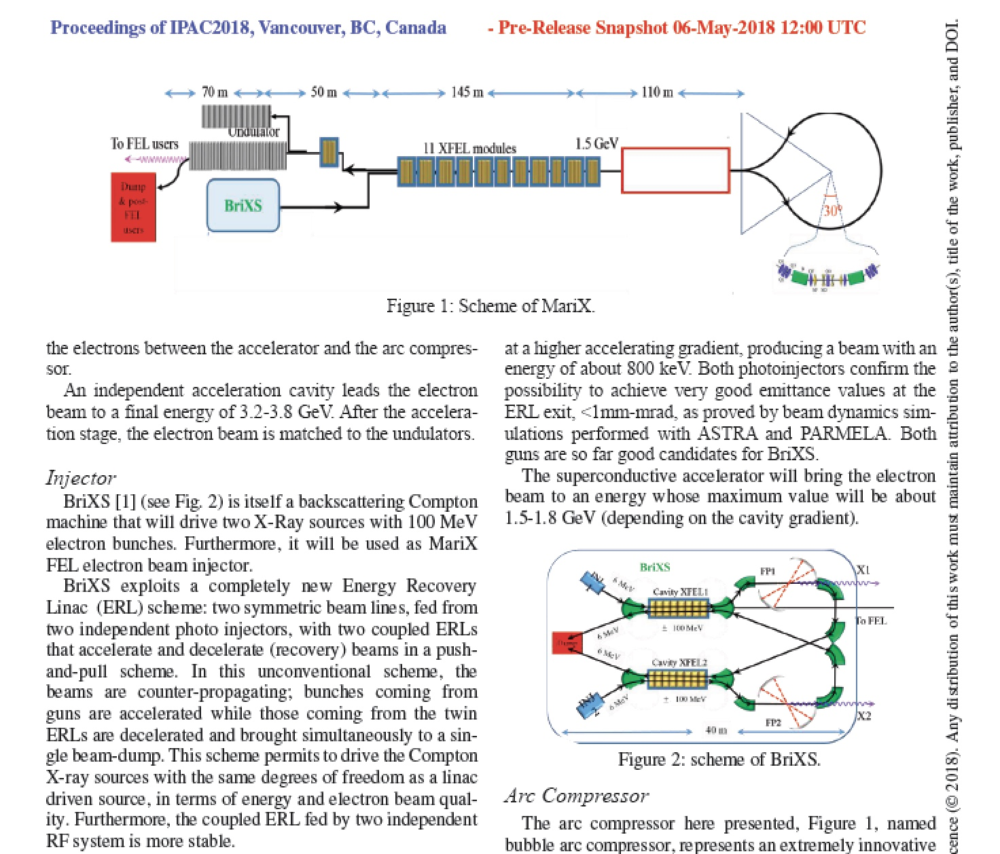 Proceedings of IPAC2018, Vancouver, BC, Canada - Pre-Release Snapshot 06-May-2018 12:00 UTC
70 m 50 m 145 m 110 m
Undulator
To FEL users
11 XFEL modules
1.5 GeV
Dump
& post-
FEL
users
BriXS
30°
Figure 1: Scheme of MariX.
the electrons between the accelerator and the arc compres-
sor.
An independent acceleration cavity leads the electron
beam to a final energy of 3.2-3.8 GeV. After the accelera-
tion stage, the electron beam is matched to the undulators.
Injector
BriXS [1] (see Fig. 2) is itself a backscattering Compton
machine that will drive two X-Ray sources with 100 MeV
electron bunches. Furthermore, it will be used as MariX
FEL electron beam injector.
BriXS exploits a completely new Energy Recovery
Linac (ERL) scheme: two symmetric beam lines, fed from
two independent photo injectors, with two coupled ERLs
that accelerate and decelerate (recovery) beams in a push-
and-pull scheme. In this unconventional scheme, the
beams are counter-propagating; bunches coming from
guns are accelerated while those coming from the twin
ERLs are decelerated and brought simultaneously to a sin-
gle beam-dump. This scheme permits to drive the Compton
X-ray sources with the same degrees of freedom as a linac
driven source, in terms of energy and electron beam qual-
ity. Furthermore, the coupled ERL fed by two independent
RF system is more stable.
at a higher accelerating gradient, producing a beam with an
energy of about 800 keV. Both photoinjectors confirm the
possibility to achieve very good emittance values at the
ERL exit, <1mm-mrad, as proved by beam dynamics sim-
ulations performed with ASTRA and PARMELA. Both
guns are so far good candidates for BriXS.
The superconductive accelerator will bring the electron
beam to an energy whose maximum value will be about
1.5-1.8 GeV (depending on the cavity gradient).
BriXS
FP1
X1
6 MeV
Cavity XFEL1
± 100 MeV
To FEL
6 MeV
6 MeV
Cavity XFEL2
± 100 MeV
6 MeV
FP2
X2
40 m
Figure 2: scheme of BriXS.
Arc Compressor
The arc compressor here presented, Figure 1, named
bubble arc compressor, represents an extremely innovative
ence (© 2018). Any distribution of this work must maintain attribution to the author(s), title of the work, publisher, and DOI.